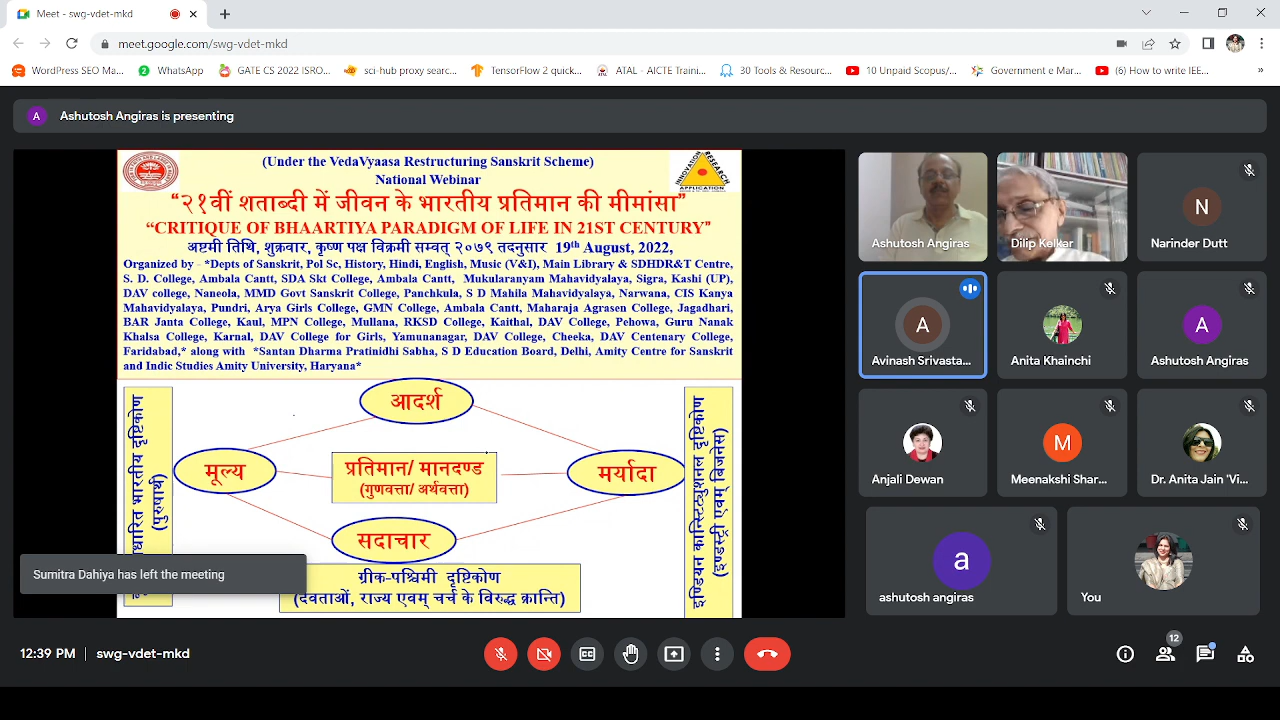 Meet - swg-vdet-mkd
meet.google.com/swg-vdet-mkd
WordPress SEO Ma...
WhatsApp
GATE CS 2022 ISRO...
sci-hub proxy searc...
TensorFlow 2 quick...
ATAL - AICTE Traini...
30 Tools & Resourc...
10 Unpaid Scopus/...
Government e Mar...
(6) How to write IEE...
»
A Ashutosh Angiras is presenting
(Under the VedaVyaasa Restructuring Sanskrit Scheme)
National Webinar
INNOVATION RESEARCH
APPLICATION
“२१वीं शताब्दी में जीवन के भारतीय प्रतिमान की मीमांसा”
“CRITIQUE OF BHAARTIYA PARADIGM OF LIFE IN 21ST CENTURY”
अष्टमी तिथि, शुक्रवार, कृष्ण पक्ष विक्रमी सम्वत् २०७९ तदनुसार 19th August, 2022,
Organized by - *Depts of Sanskrit, Pol Sc, History, Hindi, English, Music (V&I), Main Library & SDHDR&T Centre,
S. D. College, Ambala Cantt, SDA Skt College, Ambala Cantt, Mukularanyam Mahavidyalaya, Sigra, Kashi (UP),
DAV college, Naneola, MMD Govt Sanskrit College, Panchkula, S D Mahila Mahavidyalaya, Narwana, CIS Kanya
Mahavidyalaya, Pundri, Arya Girls College, GMN College, Ambala Cantt, Maharaja Agrasen College, Jagadhari,
BAR Janta College, Kaul, MPN College, Mullana, RKSD College, Kaithal, DAV College, Pehowa, Guru Nanak
Khalsa College, Karnal, DAV College for Girls, Yamunanagar, DAV College, Cheeka, DAV Centenary College,
Faridabad,* along with *Santan Dharma Pratinidhi Sabha, S D Education Board, Delhi, Amity Centre for Sanskrit
and Indic Studies Amity University, Haryana*
आदर्श
मूल्य
प्रतिमान/ मानदण्ड
(गुणवत्ता/ अर्थवत्ता)
मर्यादा
सदाचार
ग्रीक-पश्चिमी दृष्टिकोण
(देवताओं, राज्य एवम् चर्च के विरुद्ध क्रान्ति)
भारतीय दृष्टिकोण
(पुरुषार्थ)
इण्डियन कान्स्टिट्युशनल दृष्टिकोण
(इण्डस्ट्री एवम् बिजनेस)
Sumitra Dahiya has left the meeting
Ashutosh Angiras
Dilip Kelkar
N
Narinder Dutt
A
Avinash Srivasta...
Anita Khainchi
A
Ashutosh Angiras
Anjali Dewan
M
Meenakshi Shar...
Dr. Anita Jain 'Vi...
a
ashutosh angiras
You
12:39 PM | swg-vdet-mkd
12